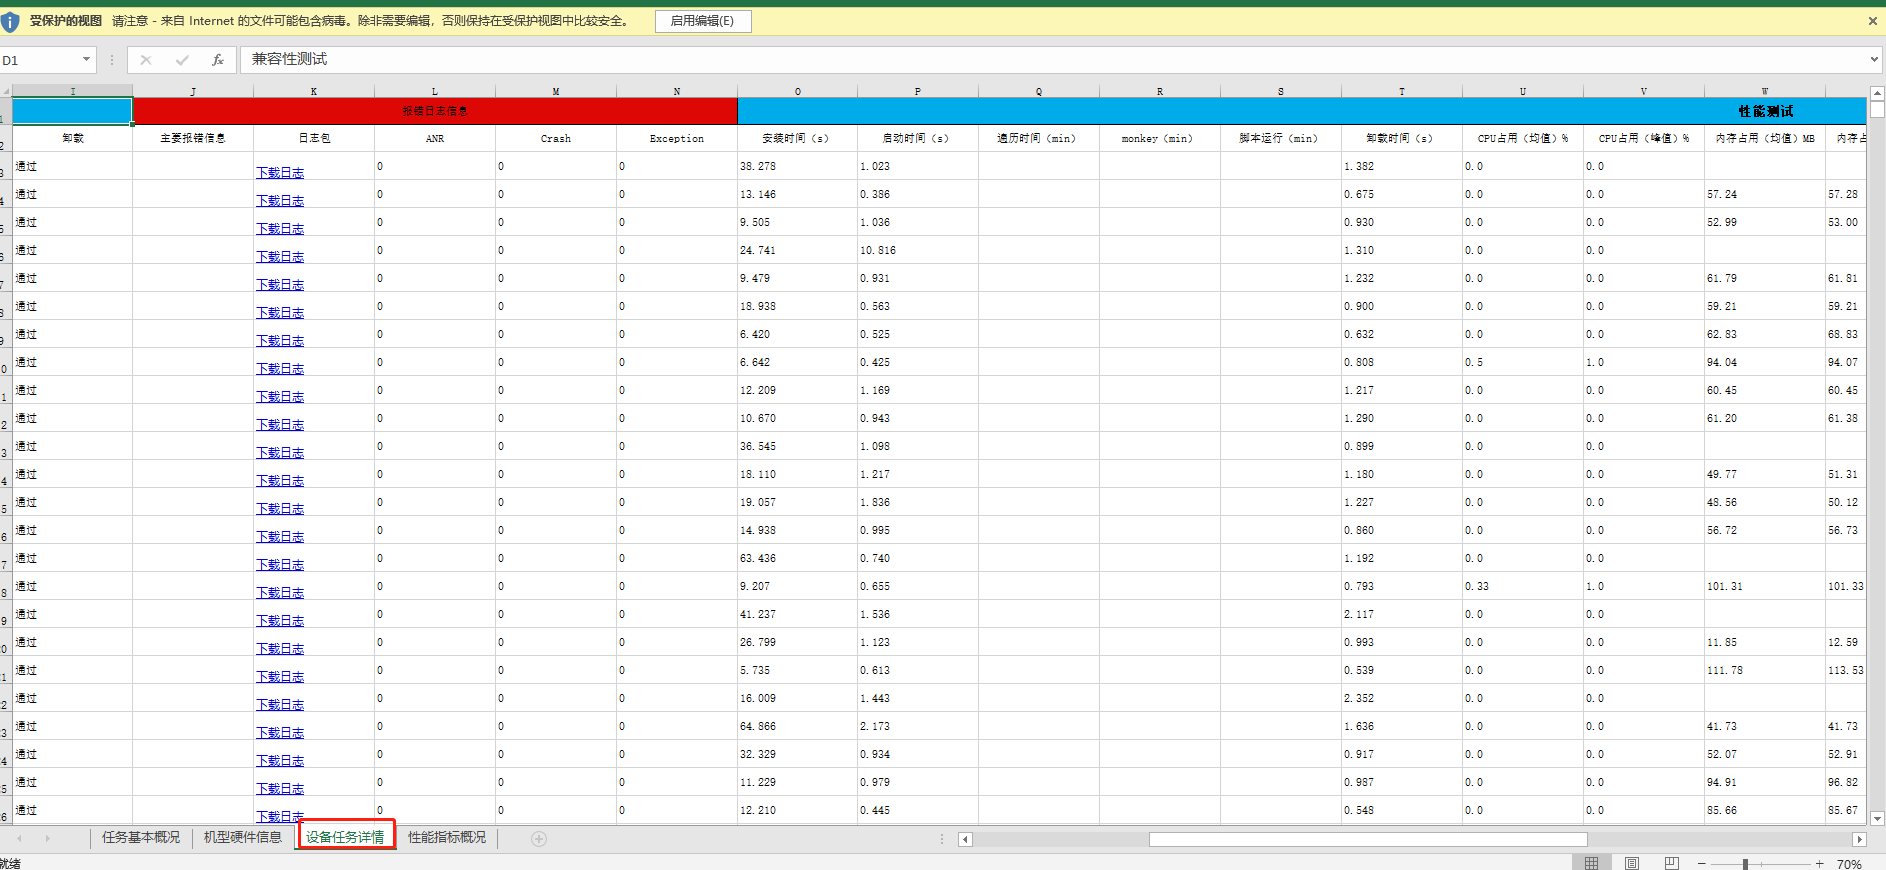 受保护的视图 请注意 - 来自 Internet 的文件可能包含病毒。除非需要编辑，否则保持在受保护视图中比较安全。 启用编辑(E)
D1 fx 兼容性测试
I J K L M N O P Q R S T U V W
1 报错日志信息 性能测试
2 卸载 主要报错信息 日志包 ANR Crash Exception 安装时间（s） 启动时间（s） 遍历时间（min） monkey（min） 脚本运行（min） 卸载时间（s） CPU占用（均值）% CPU占用（峰值）% 内存占用（均值）MB 内存占
3 通过 下载日志 0 0 0 38.278 1.023 1.382 0.0 0.0
4 通过 下载日志 0 0 0 13.146 0.386 0.675 0.0 0.0 57.24 57.28
5 通过 下载日志 0 0 0 9.505 1.036 0.930 0.0 0.0 52.99 53.00
6 通过 下载日志 0 0 0 24.741 10.816 1.310 0.0 0.0
7 通过 下载日志 0 0 0 9.479 0.931 1.232 0.0 0.0 61.79 61.81
8 通过 下载日志 0 0 0 18.938 0.563 0.900 0.0 0.0 59.21 59.21
9 通过 下载日志 0 0 0 6.420 0.525 0.632 0.0 0.0 62.83 68.83
0 通过 下载日志 0 0 0 6.642 0.425 0.808 0.5 1.0 94.04 94.07
1 通过 下载日志 0 0 0 12.209 1.169 1.217 0.0 0.0 60.45 60.45
2 通过 下载日志 0 0 0 10.670 0.943 1.290 0.0 0.0 61.20 61.38
3 通过 下载日志 0 0 0 36.545 1.098 0.899 0.0 0.0
4 通过 下载日志 0 0 0 18.110 1.217 1.180 0.0 0.0 49.77 51.31
5 通过 下载日志 0 0 0 19.057 1.836 1.227 0.0 0.0 48.56 50.12
6 通过 下载日志 0 0 0 14.938 0.995 0.860 0.0 0.0 56.72 56.73
7 通过 下载日志 0 0 0 63.436 0.740 1.192 0.0 0.0
8 通过 下载日志 0 0 0 9.207 0.655 0.793 0.33 1.0 101.31 101.33
9 通过 下载日志 0 0 0 41.237 1.536 2.117 0.0 0.0
0 通过 下载日志 0 0 0 26.799 1.123 0.993 0.0 0.0 11.85 12.59
1 通过 下载日志 0 0 0 5.735 0.613 0.539 0.0 0.0 111.78 113.53
2 通过 下载日志 0 0 0 16.009 1.443 2.352 0.0 0.0
3 通过 下载日志 0 0 0 64.866 2.173 1.636 0.0 0.0 41.73 41.73
4 通过 下载日志 0 0 0 32.329 0.934 0.917 0.0 0.0 52.07 52.91
5 通过 下载日志 0 0 0 11.229 0.979 0.987 0.0 0.0 94.91 96.82
6 通过 下载日志 0 0 0 12.210 0.445 0.548 0.0 0.0 85.66 85.67
任务基本概况 机型硬件信息 设备任务详情 性能指标概况
就绪 70%